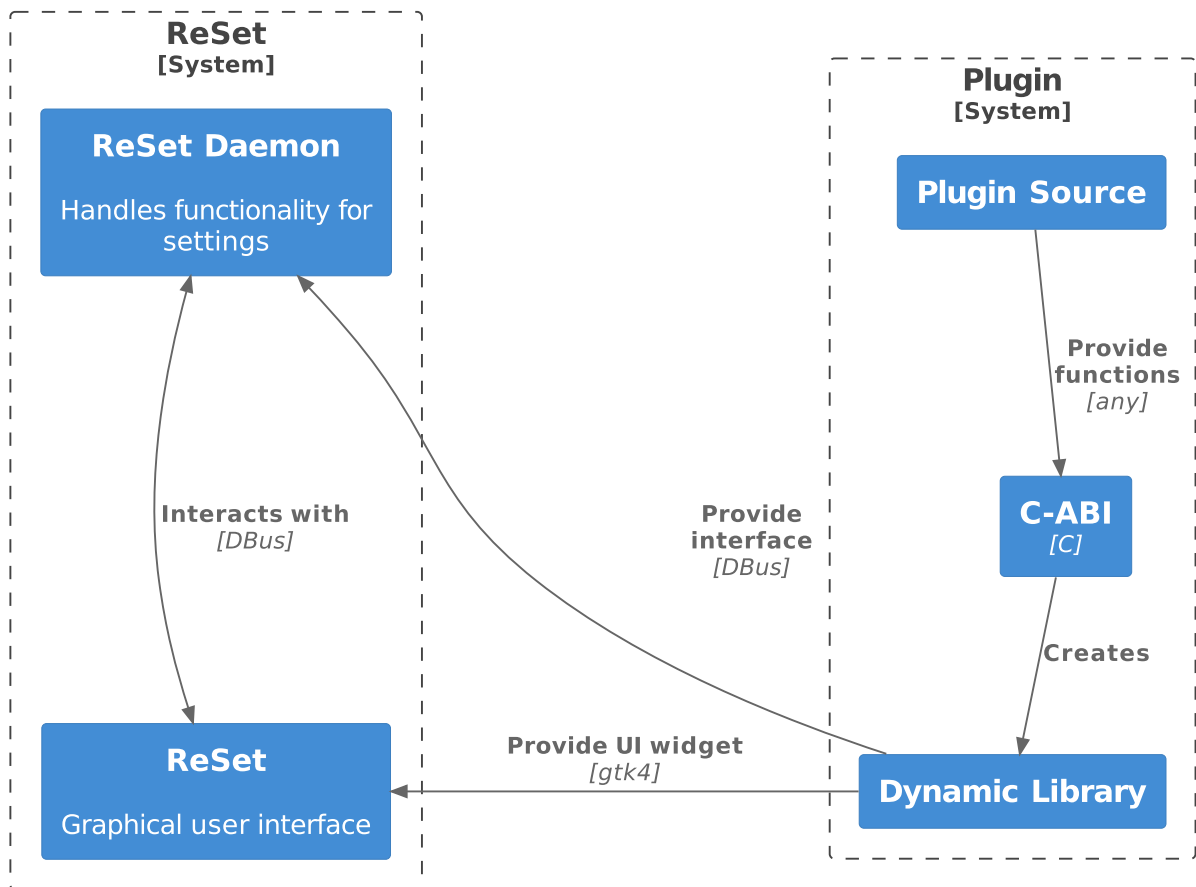 ReSet
[System]
ReSet Daemon
Handles functionality for
settings
Interacts with
[DBus]
ReSet
Graphical user interface
Provide
interface
[DBus]
Provide UI widget
[gtk4]
Plugin
[System]
Plugin Source
Provide
functions
[any]
C-ABI
[C]
Creates
Dynamic Library